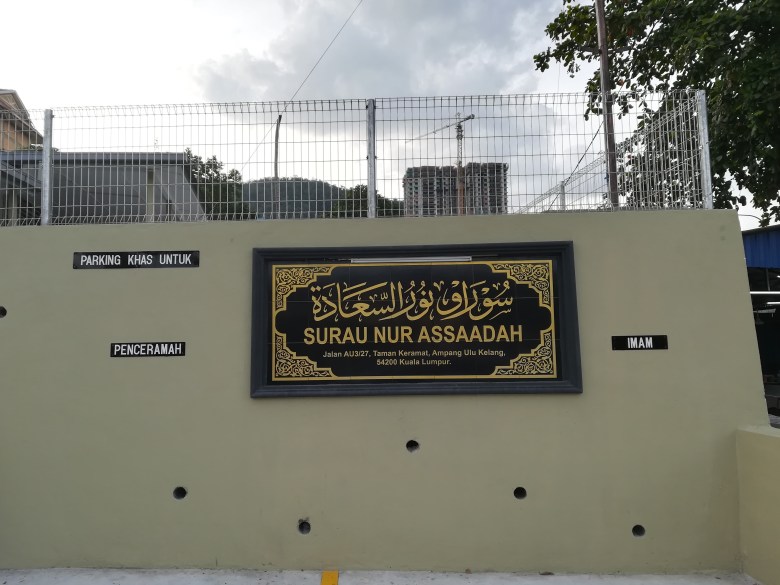 PARKING KHAS UNTUK
سوراو نور السعادة
SURAU NUR ASSAADAH
Jalan AU3/27, Taman Keramat, Ampang Ulu Kelang,
54200 Kuala Lumpur.
PENCERAMAH
IMAM